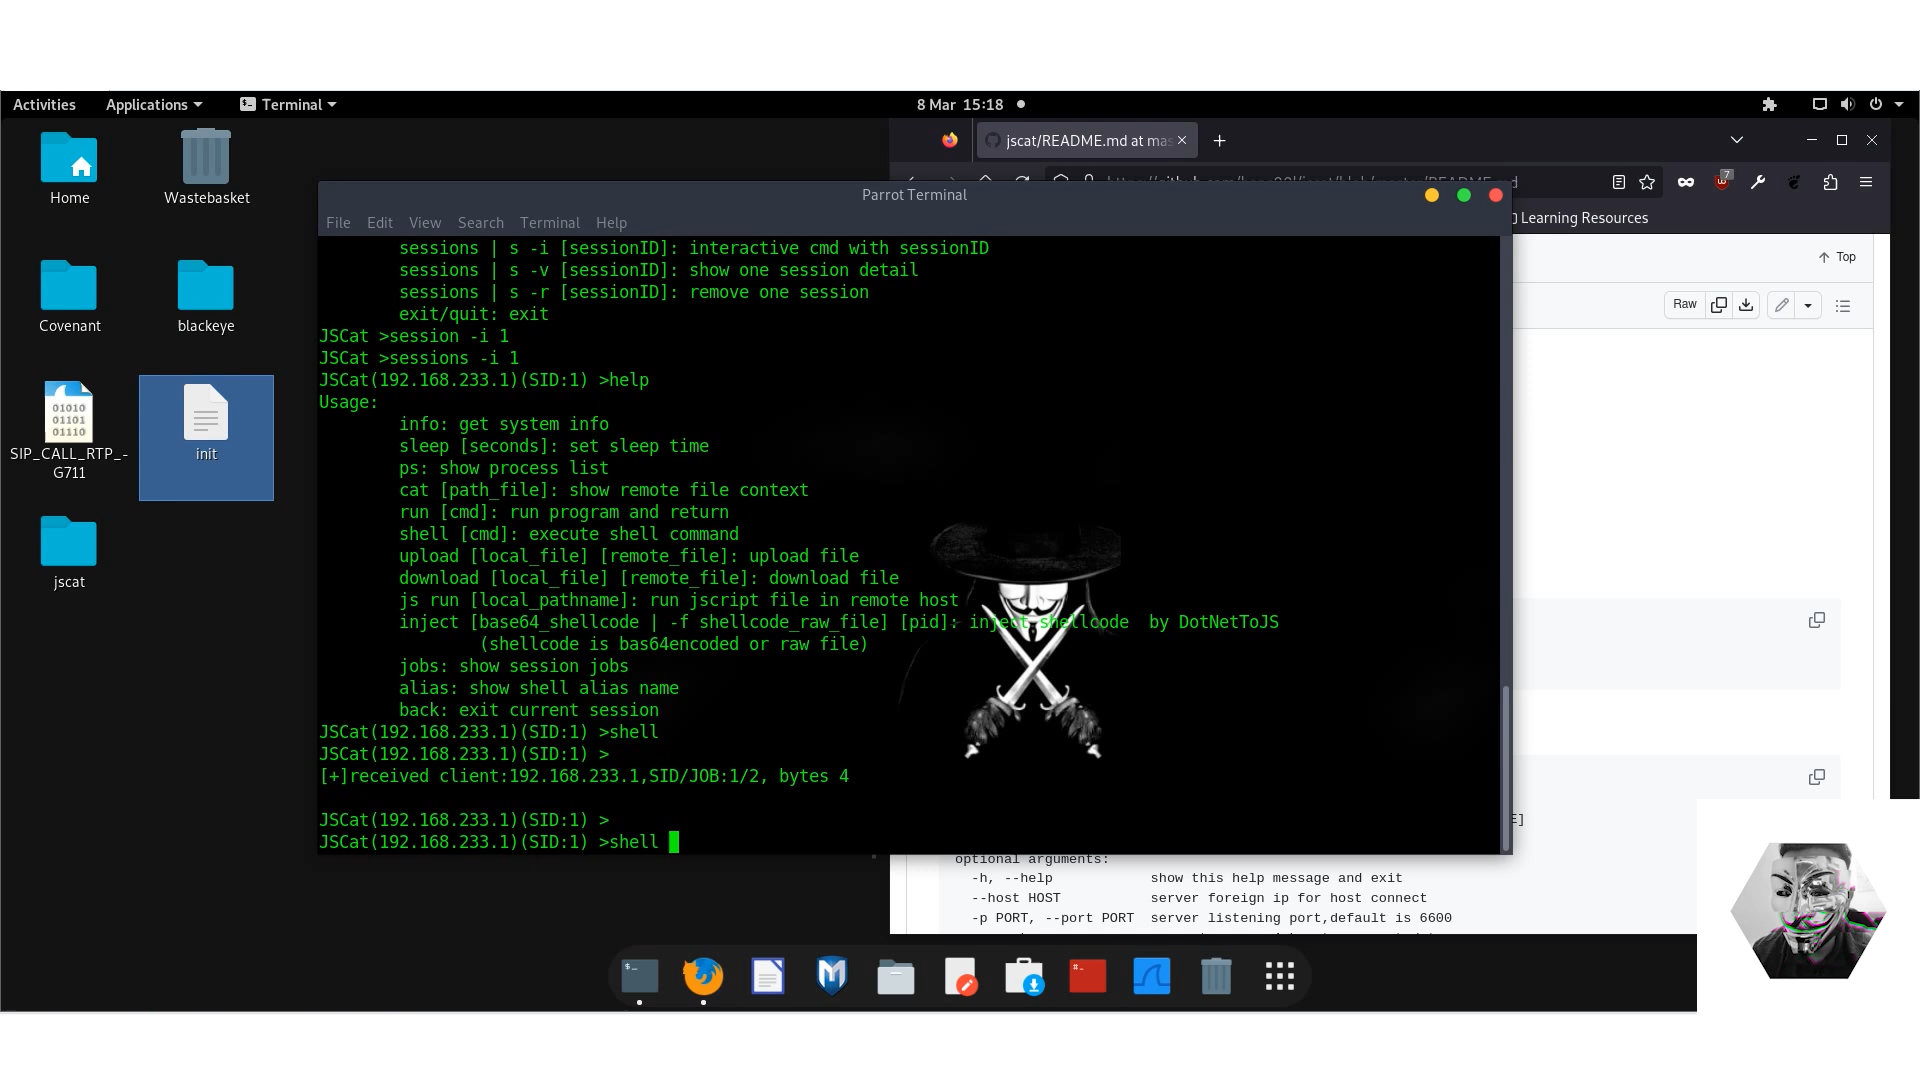 Activities Applications Terminal 8 Mar 15:18
jscat/README.md at mas
Home
Wastebasket
Parrot Terminal
7
File Edit View Search Terminal Help
Learning Resources
sessions | s -i [sessionID]: interactive cmd with sessionID
sessions | s -v [sessionID]: show one session detail
sessions | s -r [sessionID]: remove one session
exit/quit: exit
JSCat >session -i 1
JSCat >sessions -i 1
JSCat(192.168.233.1)(SID:1) >help
Usage:
info: get system info
sleep [seconds]: set sleep time
ps: show process list
cat [path_file]: show remote file context
run [cmd]: run program and return
shell [cmd]: execute shell command
upload [local_file] [remote_file]: upload file
download [local_file] [remote_file]: download file
js run [local_pathname]: run jscript file in remote host
inject [base64_shellcode | -f shellcode_raw_file] [pid]: inject shellcode  by DotNetToJS
(shellcode is bas64encoded or raw file)
jobs: show session jobs
alias: show shell alias name
back: exit current session
JSCat(192.168.233.1)(SID:1) >shell
JSCat(192.168.233.1)(SID:1) >
[+]received client:192.168.233.1,SID/JOB:1/2, bytes 4
JSCat(192.168.233.1)(SID:1) >
JSCat(192.168.233.1)(SID:1) >shell
Top
Raw
Covenant
blackeye
01010
01101
01110
SIP_CALL_RTP_-
G711
init
jscat
E]
optional arguments:
-h, --help show this help message and exit
--host HOST server foreign ip for host connect
-p PORT, --port PORT server listening port,default is 6600